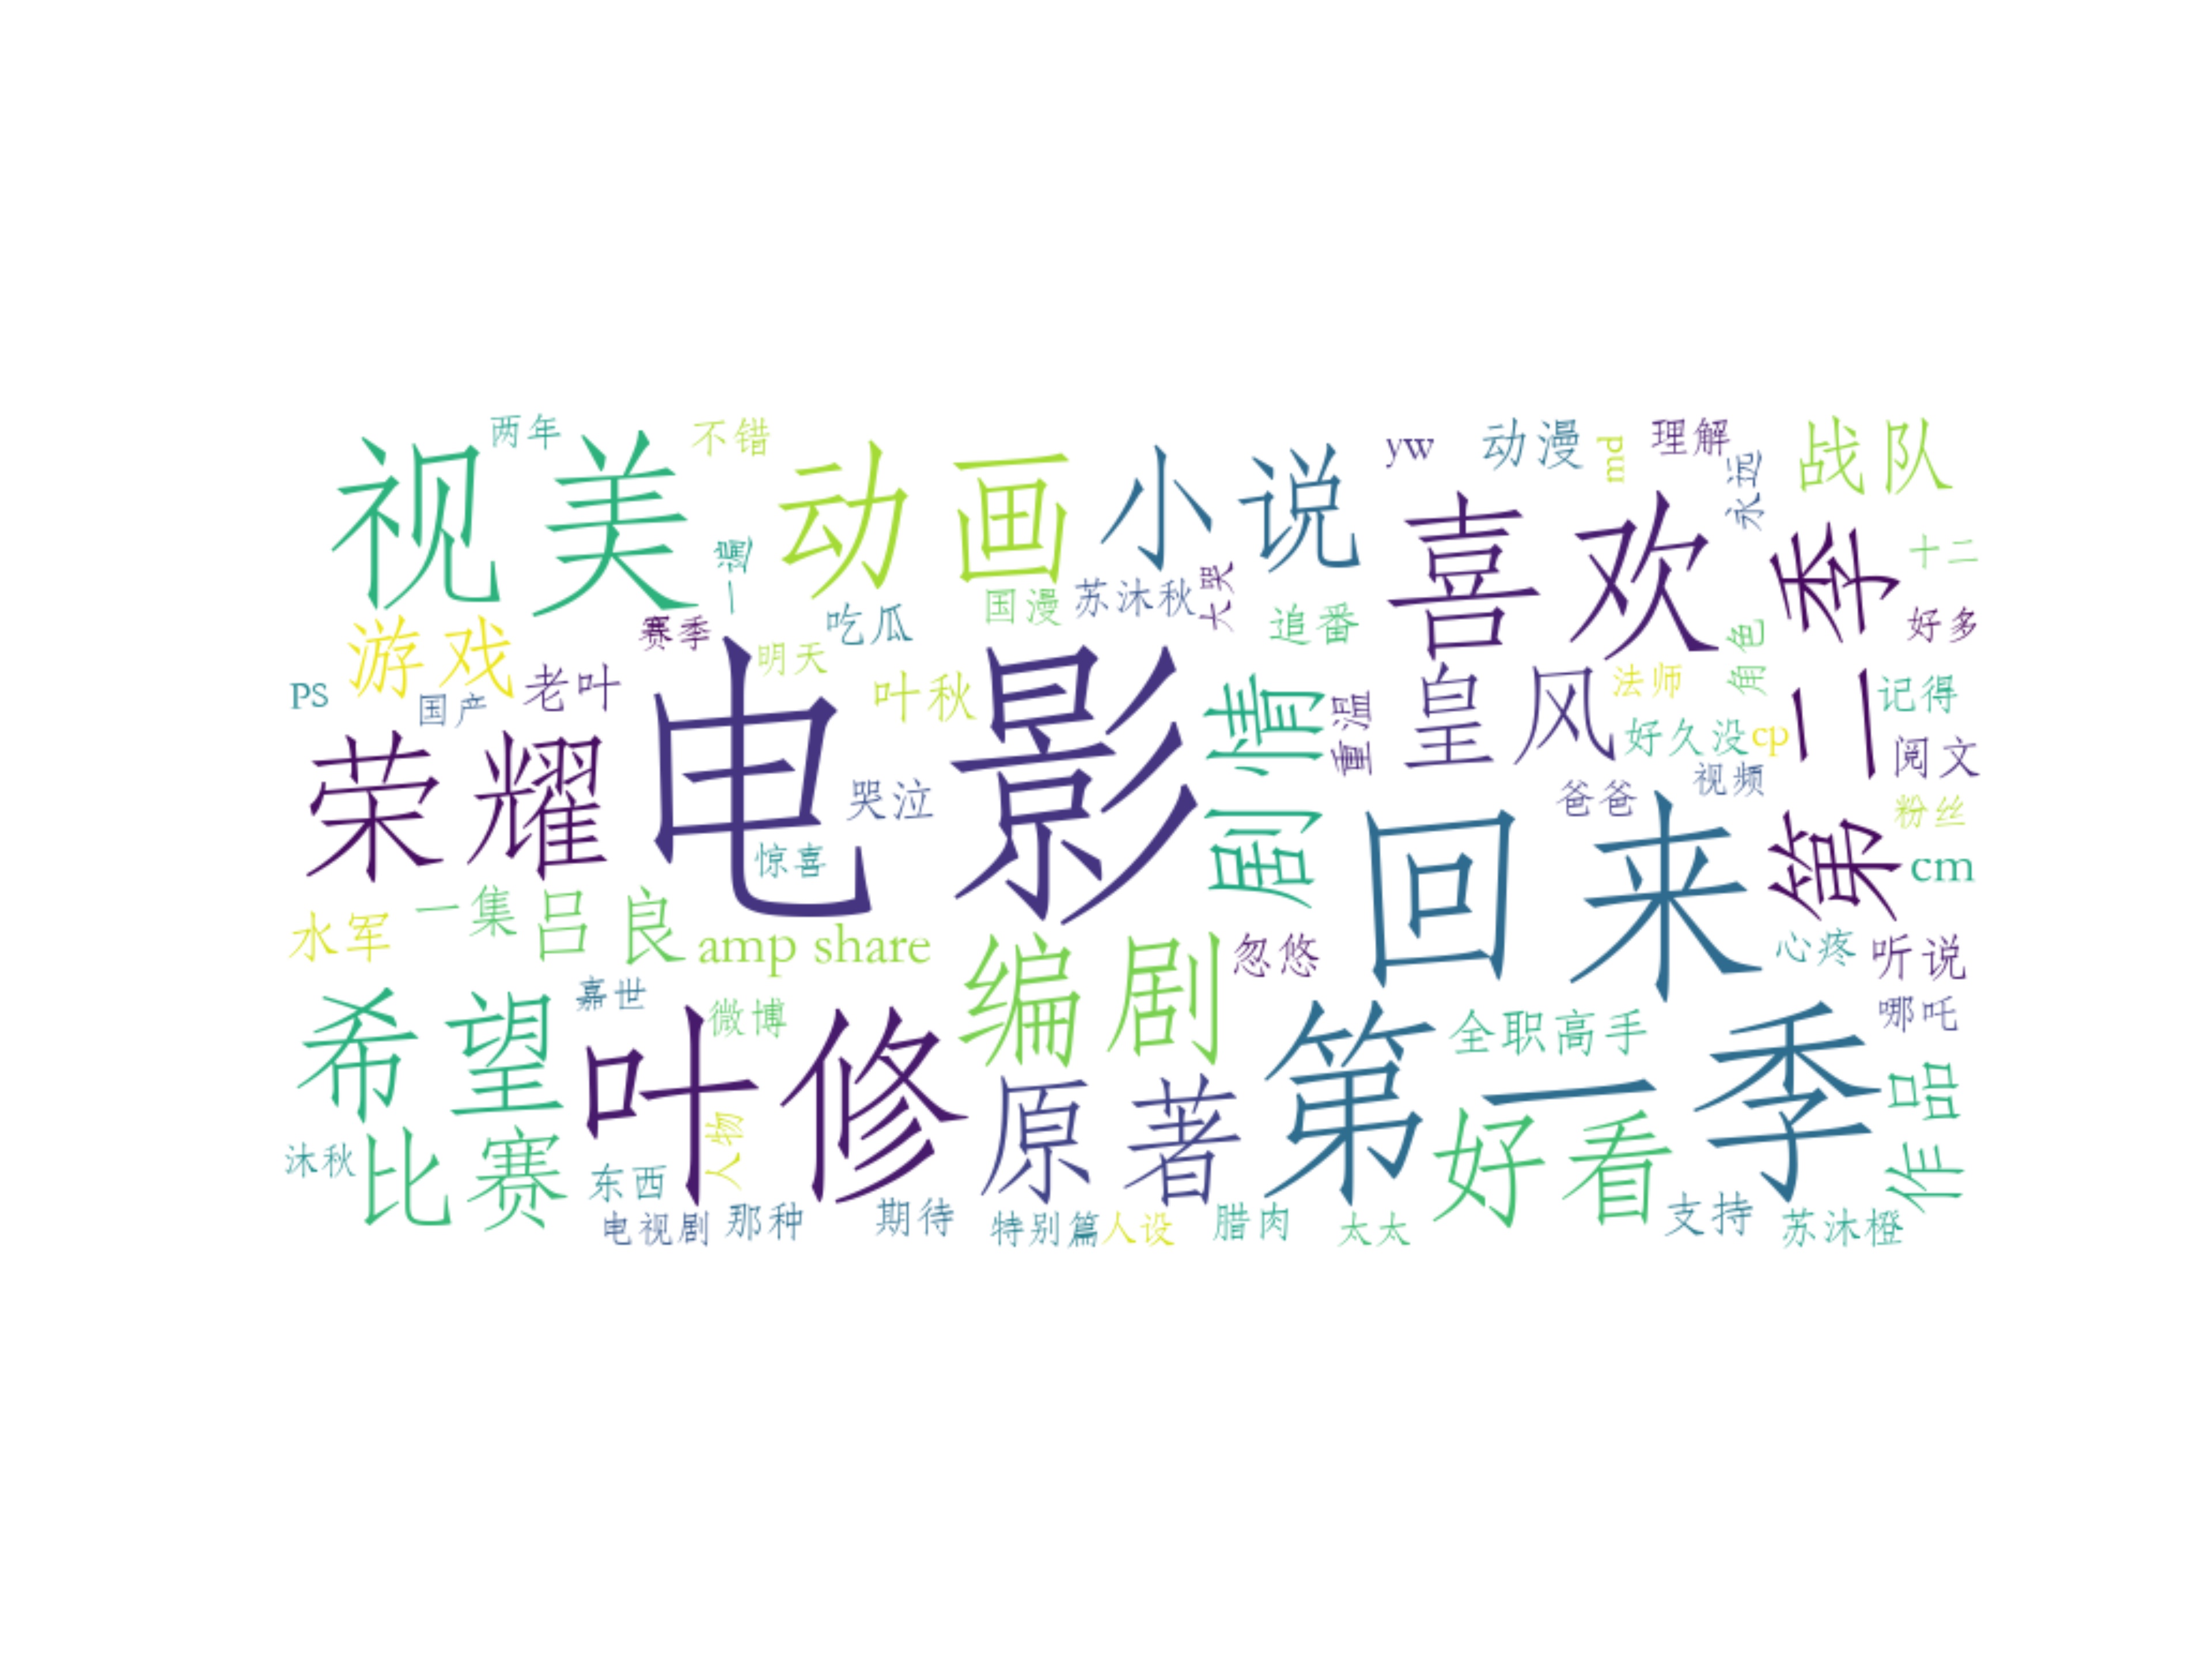 两年
不错
yw
动漫
md
理解
永远
战队
视美
动画
小说
喜欢
第二季
十二
一遍
国漫
苏沐秋
大哭
追番
角色
好多
游戏
赛季
吃瓜
明天
PS
国产
老叶
叶秋
剧情
重温
皇风
法师
好久没
cp
记得
荣耀
电影
哭泣
爸爸
视频
阅文
粉丝
惊喜
回来
cm
水军
一集
吕良
amp share
编剧
忽悠
心疼
听说
希望
嘉世
微博
叶修
第一季
全职高手
哪吒
人物
原著
好看
作品
沐秋
比赛
东西
电视剧
那种
期待
特别篇
人设
腊肉
太太
支持
苏沐橙